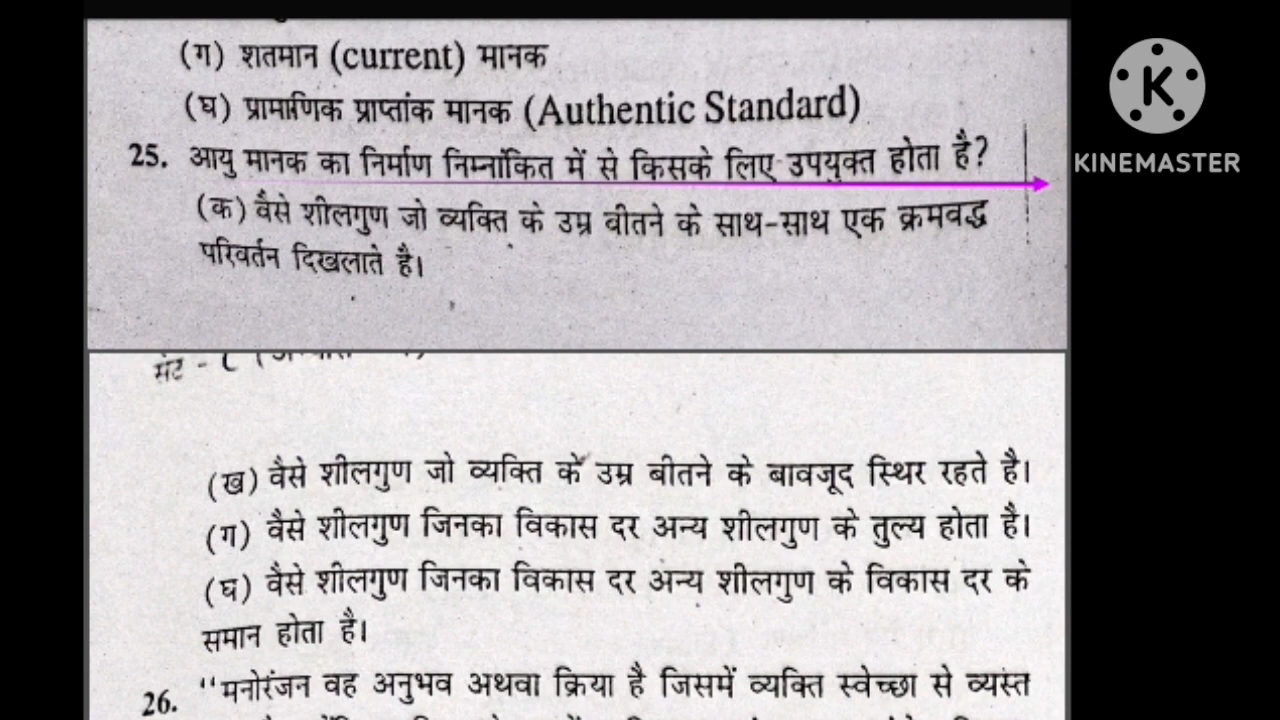 (ग) शतमान (current) मानक
(घ) प्रामाणिक प्राप्तांक मानक (Authentic Standard)
25. आयु मानक का निर्माण निम्नांकित में से किसके लिए उपयुक्त होता है?
(क) वैसे शीलगुण जो व्यक्ति के उम्र बीतने के साथ-साथ एक क्रमवद्ध
परिवर्तन दिखलाते है।
सेट -
(ख) वैसे शीलगुण जो व्यक्ति के उम्र बीतने के बावजूद स्थिर रहते है।
(ग) वैसे शीलगुण जिनका विकास दर अन्य शीलगुण के तुल्य होता है।
(घ) वैसे शीलगुण जिनका विकास दर अन्य शीलगुण के विकास दर के
समान होता है।
26. "मनोरंजन वह अनुभव अथवा क्रिया है जिसमें व्यक्ति स्वेच्छा से व्यस्त
K
KINEMASTER